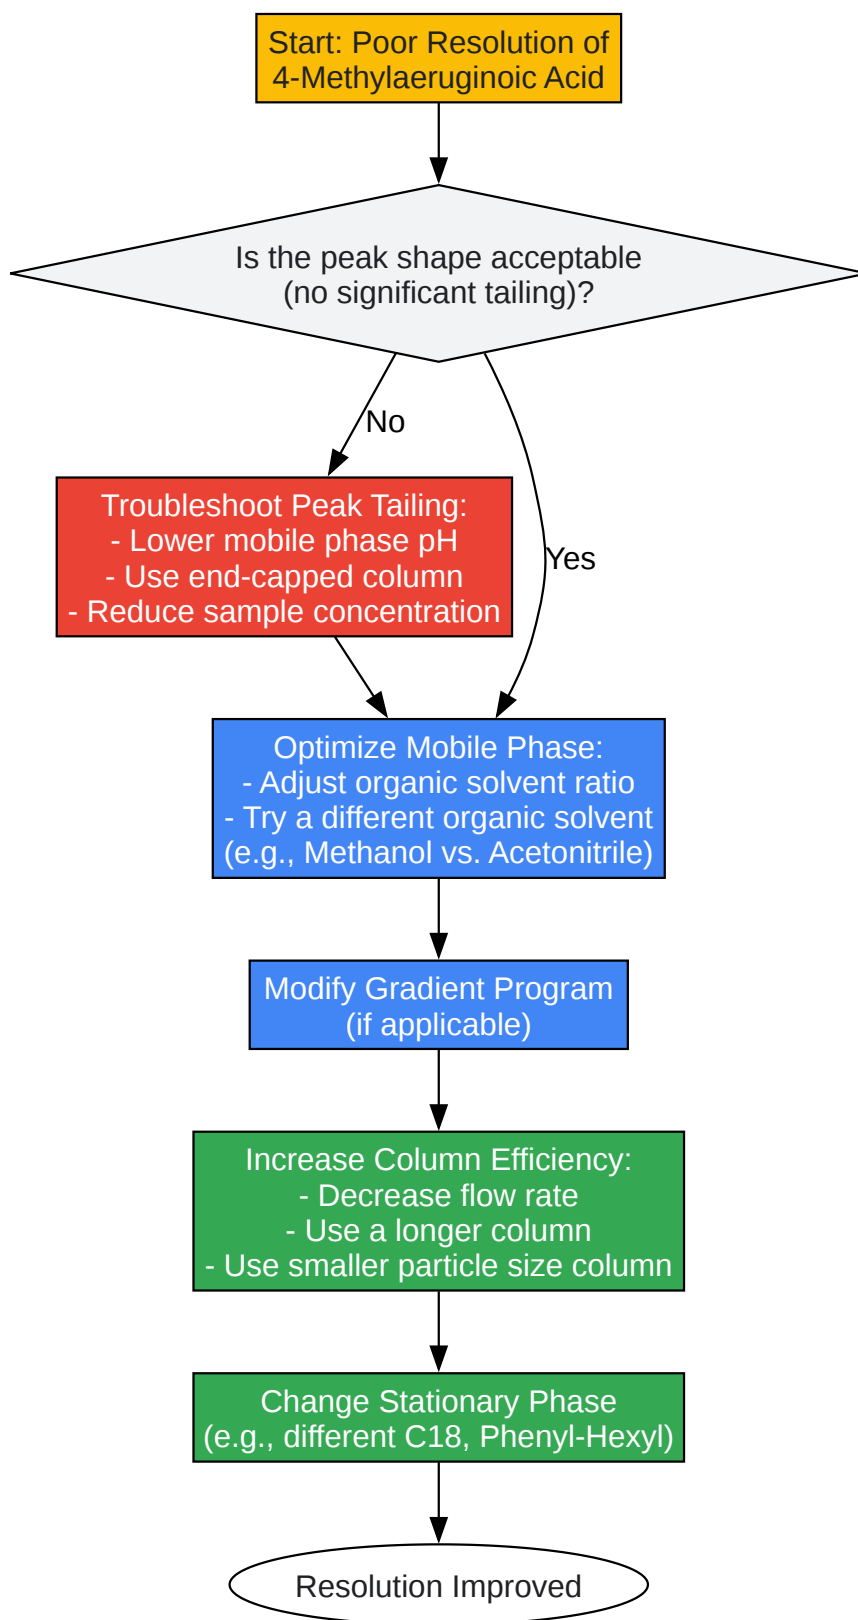 Start: Poor Resolution of
4-Methylaeruginoic Acid
Is the peak shape acceptable
(no significant tailing)?
No
Troubleshoot Peak Tailing:
- Lower mobile phase pH
- Use end-capped column
- Reduce sample concentration
Yes
Optimize Mobile Phase:
- Adjust organic solvent ratio
- Try a different organic solvent
(e.g., Methanol vs. Acetonitrile)
Modify Gradient Program
(if applicable)
Increase Column Efficiency:
- Decrease flow rate
- Use a longer column
- Use smaller particle size column
Change Stationary Phase
(e.g., different C18, Phenyl-Hexyl)
Resolution Improved